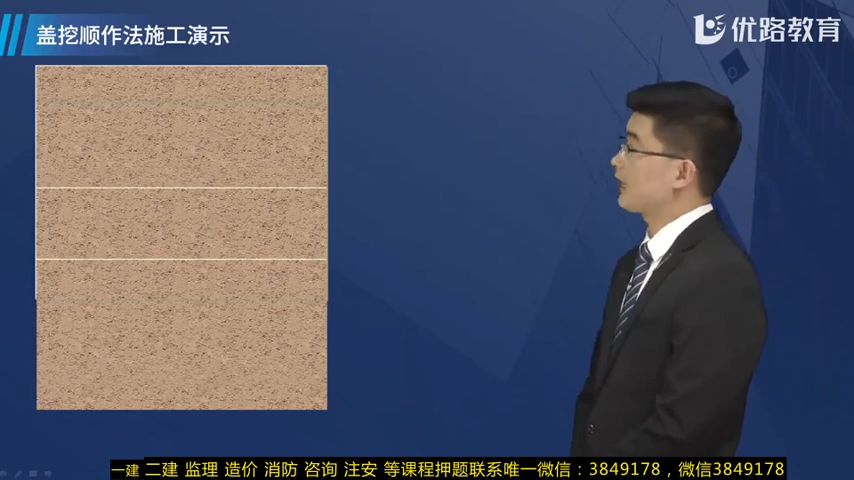 盖挖顺作法施工演示
优路教育
一建 二建 监理 造价 消防 咨询 注安 等课程押题联系唯一微信：3849178，微信3849178